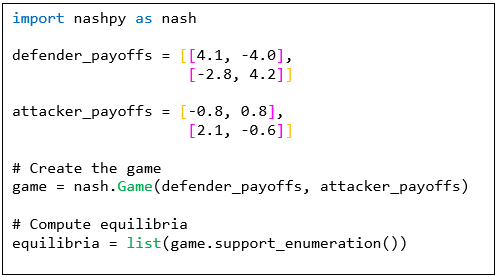 import nashpy as nash
defender_payoffs = [[4.1, -4.0],
[-2.8, 4.2]]
attacker_payoffs = [-0.8, 0.8],
[2.1, -0.6]]
# Create the game
game = nash.Game(defender_payoffs, attacker_payoffs)
# Compute equilibria
equilibria = list(game.support_enumeration())